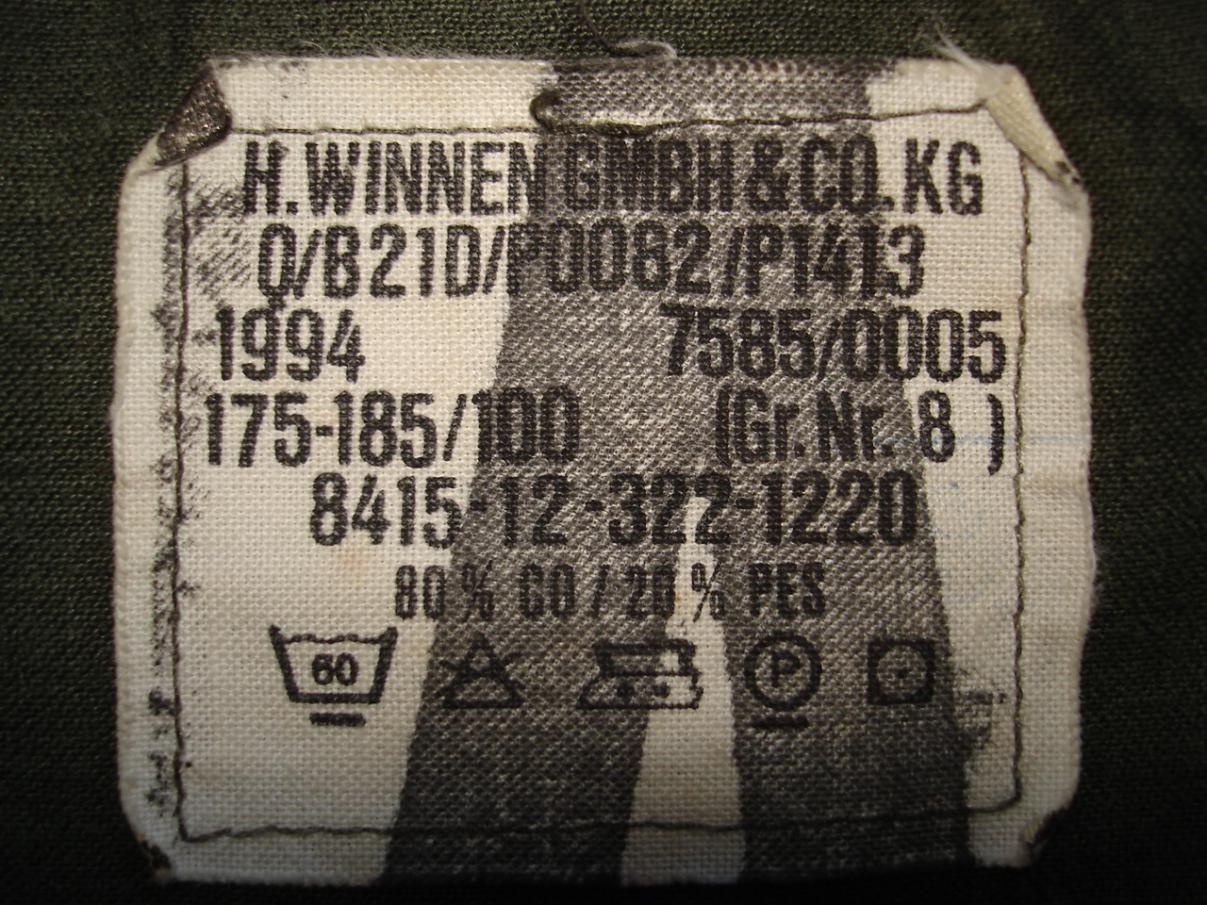 H. WINNEN GMBH & CO. KG
Q/B21D/P0062/P1413
1994 7585/0005
175-185/100 (Gr. Nr. 8)
8415-12-322-1220
80 % CO / 20 % PES
60 P